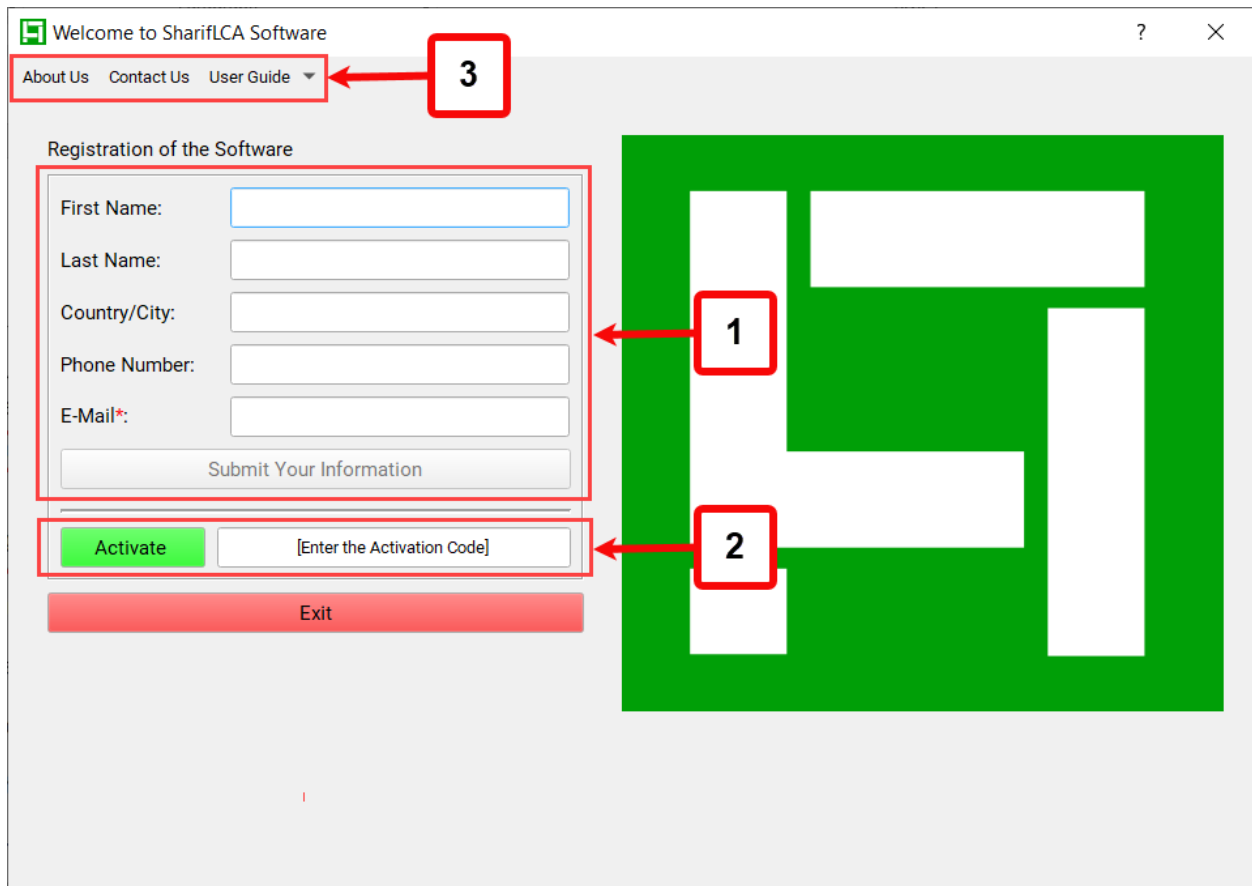 Welcome to SharifLCA Software
?
About Us Contact Us User Guide
3
Registration of the Software
First Name:
Last Name:
Country/City:
1
Phone Number:
E-Mail*:
Submit Your Information
Activate [Enter the Activation Code]
2
Exit